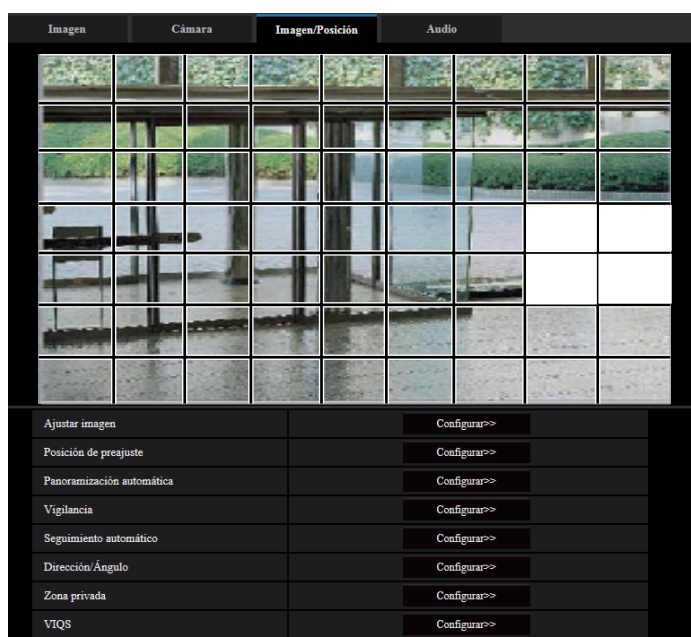 Imagen Cámara Imagen/Posición Audio
Ajustar imagen Configurar>>
Posición de preajuste Configurar>>
Panoramización automática Configurar>>
Vigilancia Configurar>>
Seguimiento automático Configurar>>
Dirección/Ángulo Configurar>>
Zona privada Configurar>>
VIQS Configurar>>